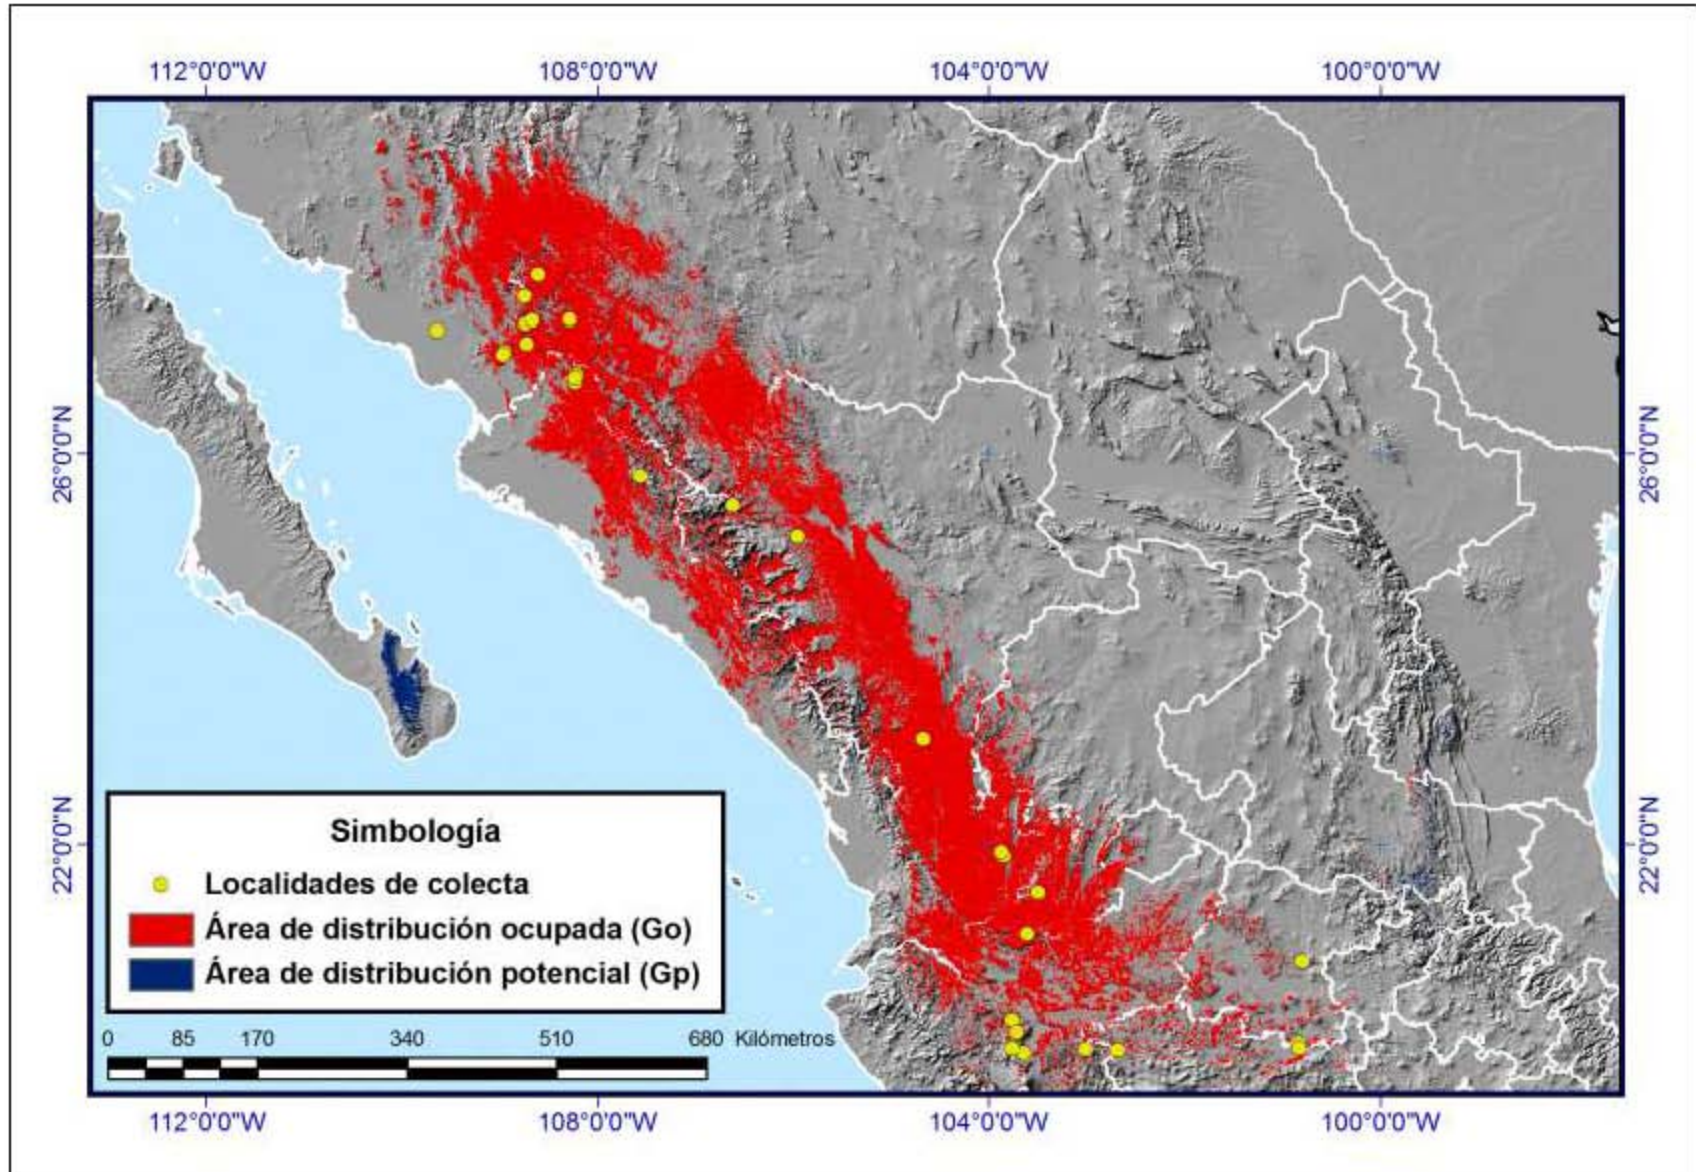 112°0'0"W 108°0'0"W 104°0'0"W 100°0'0"W
26°0'0"N 26°0'0"N
22°0'0"N 22°0'0"N
Simbología
Localidades de colecta
Área de distribución ocupada (Go)
Área de distribución potencial (Gp)
0 85 170 340 510 680 Kilómetros
112°0'0"W 108°0'0"W 104°0'0"W 100°0'0"W